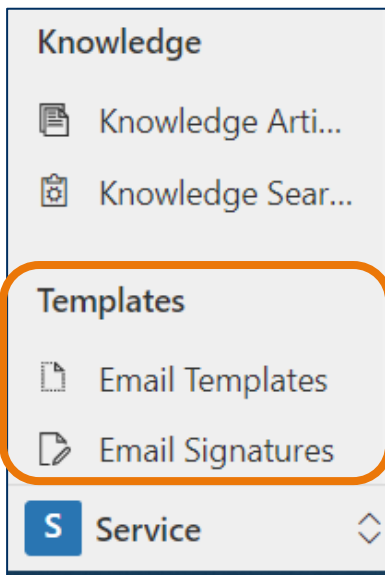 Knowledge
Knowledge Arti...
Knowledge Sear...
Templates
Email Templates
Email Signatures
S Service